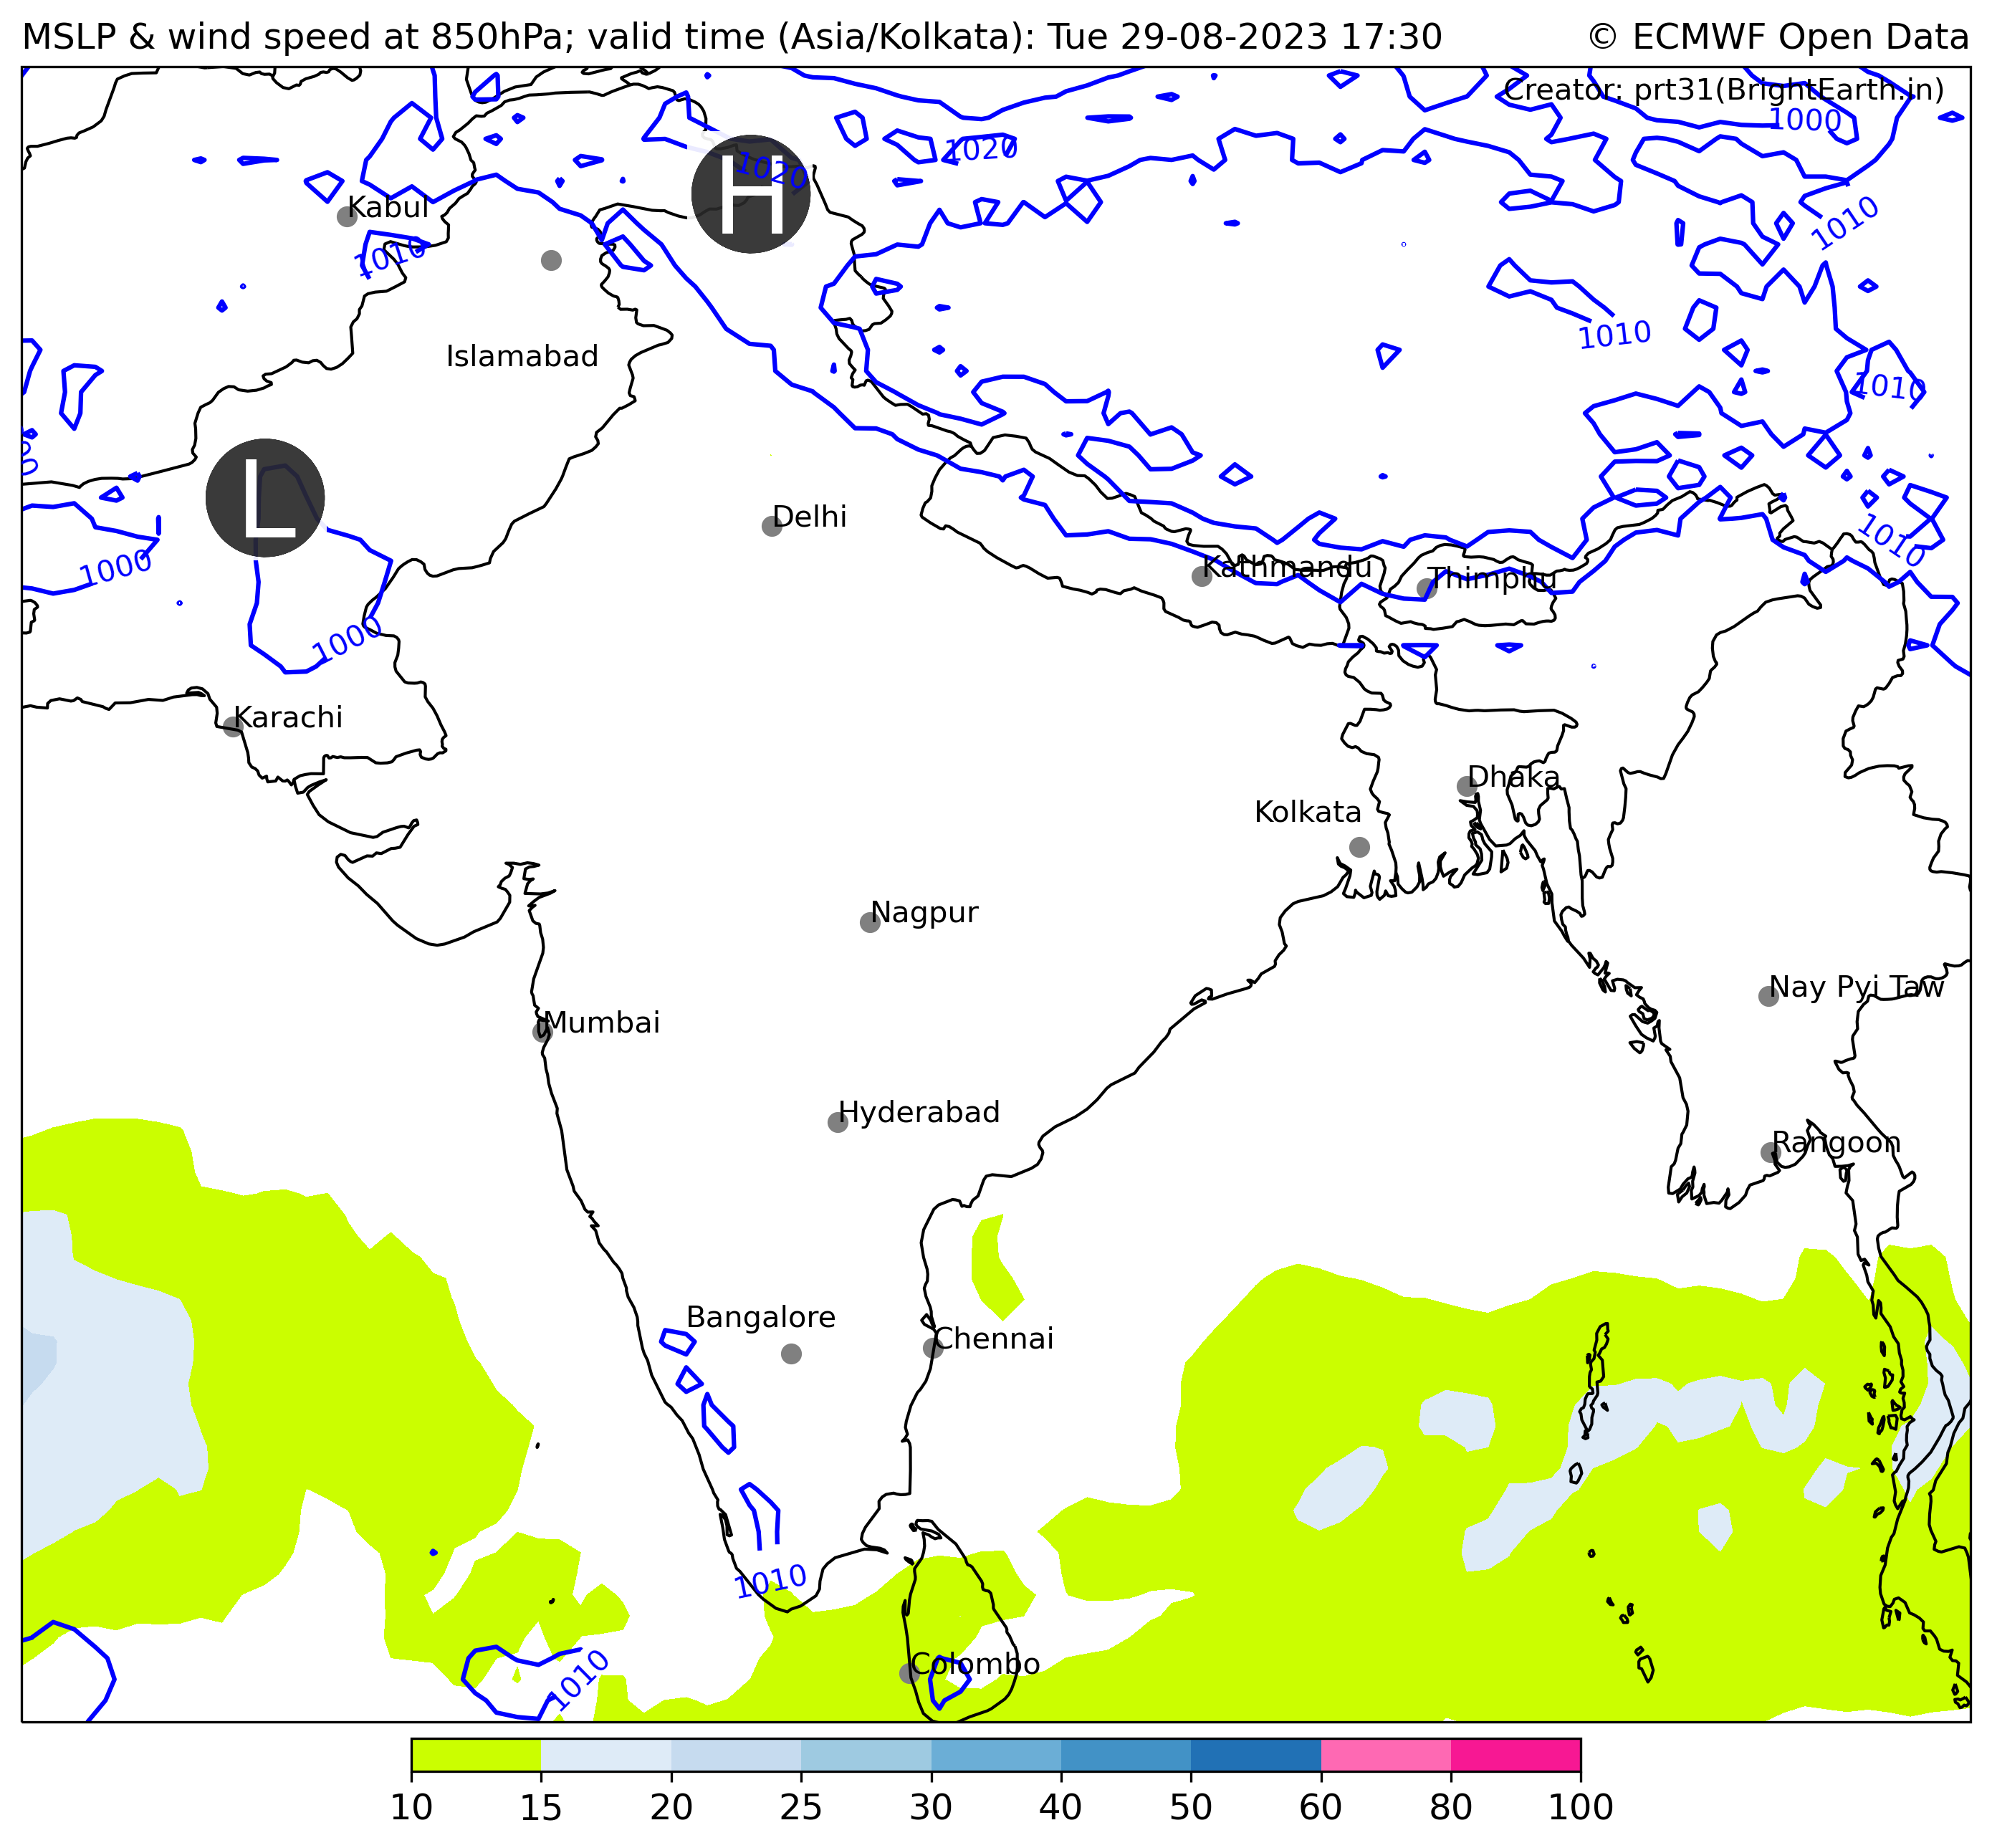 MSLP & wind speed at 850hPa; valid time (Asia/Kolkata): Tue 29-08-2023 17:30
© ECMWF Open Data
Creator: prt31(BrightEarth.in)
1000
1020
1020
H
Kabul
1010
1010
1010
Islamabad
1010
L
Delhi
1010
1000
Kathmandu
Thimphu
1000
Karachi
Dhaka
Kolkata
Nagpur
Nay Pyi Taw
Mumbai
Hyderabad
Rangoon
Bangalore
Chennai
1010
Colombo
1010
10 15 20 25 30 40 50 60 80 100